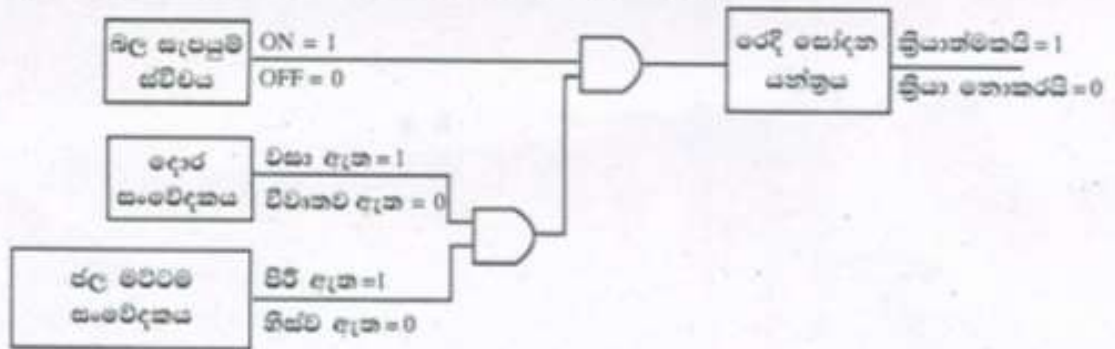 බල සැපයුම්
ස්විචය
ON = 1
OFF = 0
රෙදි සෝදන
යන්ත්‍රය
ක්‍රියාත්මකයි = 1
ක්‍රියා නොකරයි = 0
දොර
සංවේදකය
වසා ඇත = 1
විවෘතව ඇත = 0
ජල මට්ටම
සංවේදකය
පිරී ඇත =1
හිස්ව ඇත =0